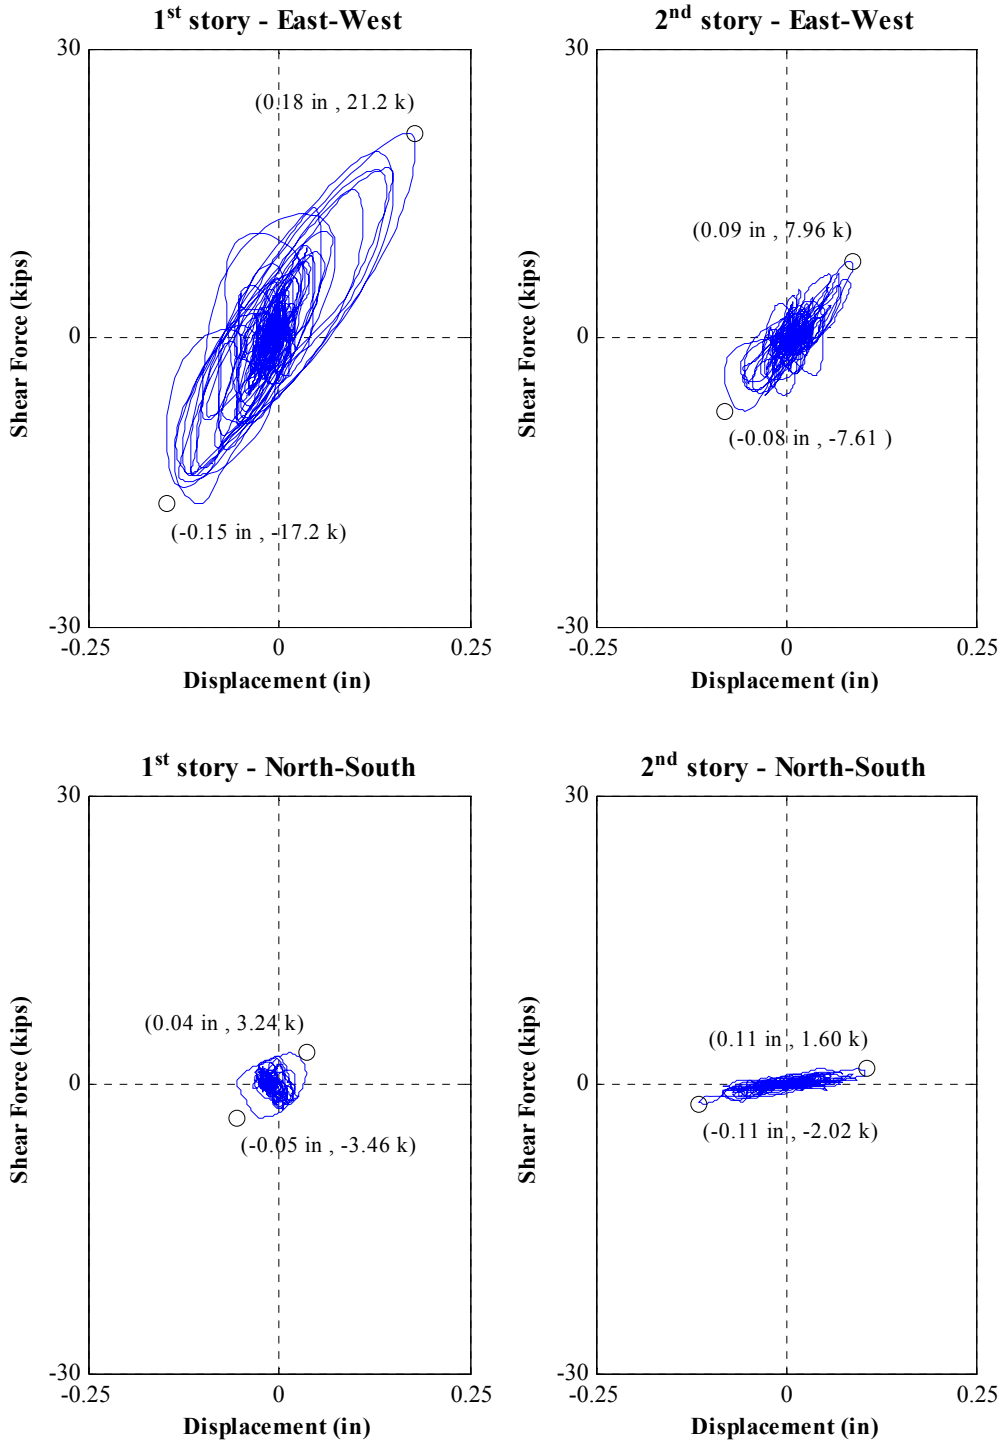 1st story - East-West
30
(0.18 in , 21.2 k)
Shear Force (kips)
0
(-0.15 in , -17.2 k)
-30
-0.25
0
0.25
Displacement (in)
2nd story - East-West
30
(0.09 in , 7.96 k)
Shear Force (kips)
0
(-0.08 in , -7.61 )
-30
-0.25
0
0.25
Displacement (in)
1st story - North-South
30
(0.04 in , 3.24 k)
Shear Force (kips)
0
(-0.05 in , -3.46 k)
-30
-0.25
0
0.25
Displacement (in)
2nd story - North-South
30
(0.11 in , 1.60 k)
Shear Force (kips)
0
(-0.11 in , -2.02 k)
-30
-0.25
0
0.25
Displacement (in)